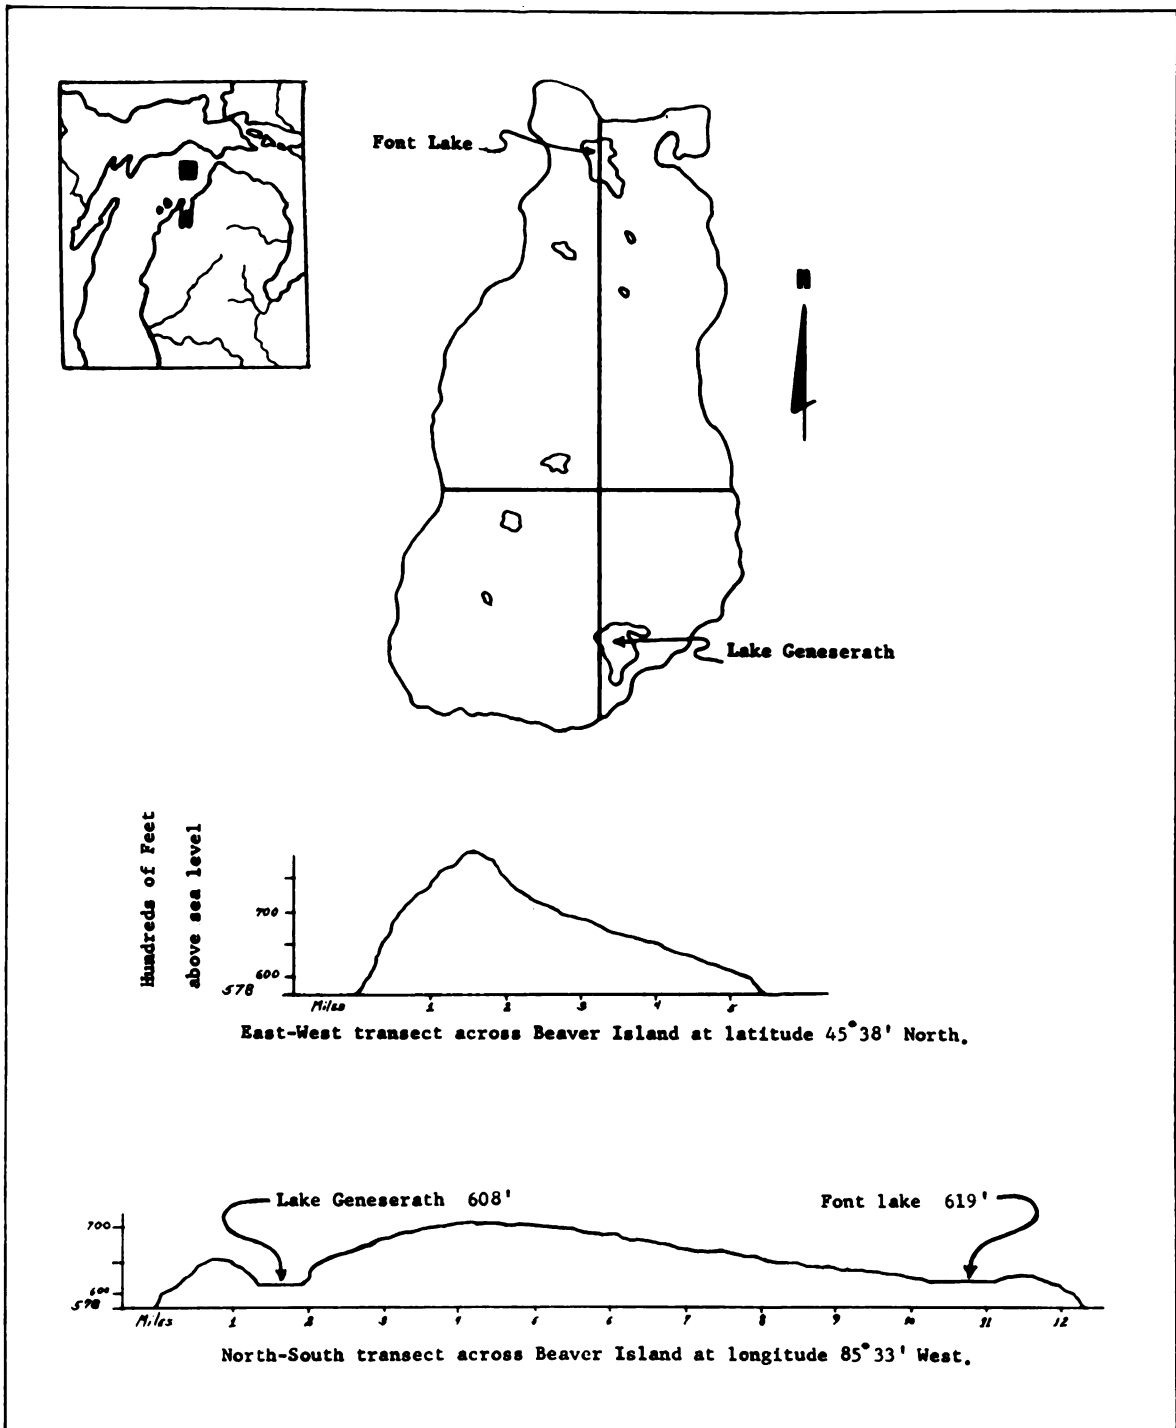 Font Lake
N
Lake Geneserath
Hundreds of Feet
above sea level
700
600
578
Miles 1 2 3 4 5
East-West transect across Beaver Island at latitude 45°38' North.
Lake Geneserath 608'
Font lake 619'
700
600
578
Miles 1 2 3 4 5 6 7 8 9 10 11 12
North-South transect across Beaver Island at longitude 85°33' West.